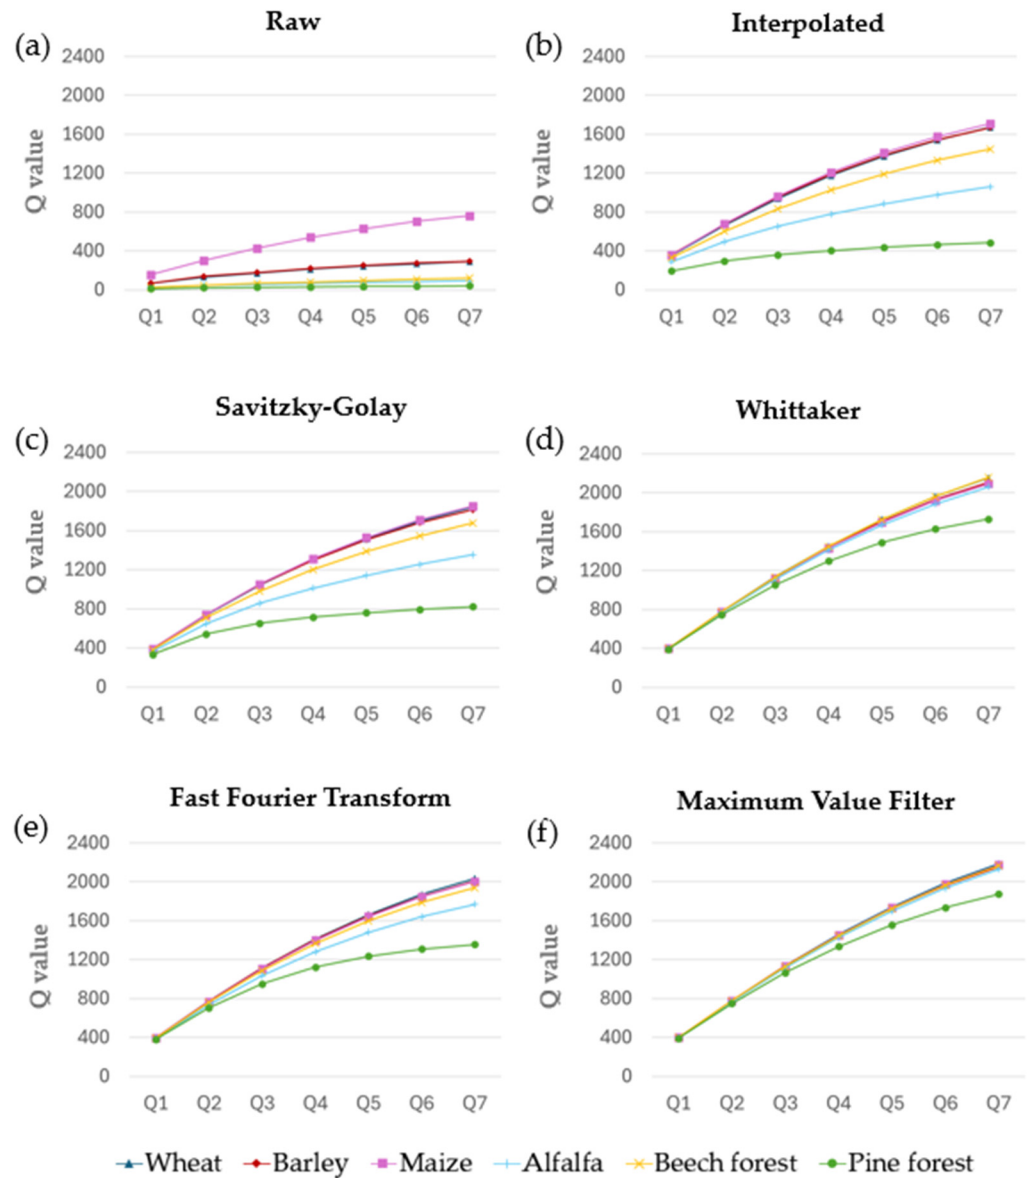 Raw
(a)
2400
2000
1600
1200
800
400
0
Q value
Q1 Q2 Q3 Q4 Q5 Q6 Q7
Interpolated
(b)
2400
2000
1600
1200
800
400
0
Q value
Q1 Q2 Q3 Q4 Q5 Q6 Q7
Savitzky-Golay
(c)
2400
2000
1600
1200
800
400
0
Q value
Q1 Q2 Q3 Q4 Q5 Q6 Q7
Whittaker
(d)
2400
2000
1600
1200
800
400
0
Q value
Q1 Q2 Q3 Q4 Q5 Q6 Q7
Fast Fourier Transform
(e)
2400
2000
1600
1200
800
400
0
Q value
Q1 Q2 Q3 Q4 Q5 Q6 Q7
Maximum Value Filter
(f)
2400
2000
1600
1200
800
400
0
Q value
Q1 Q2 Q3 Q4 Q5 Q6 Q7
Wheat Barley Maize Alfalfa Beech forest Pine forest